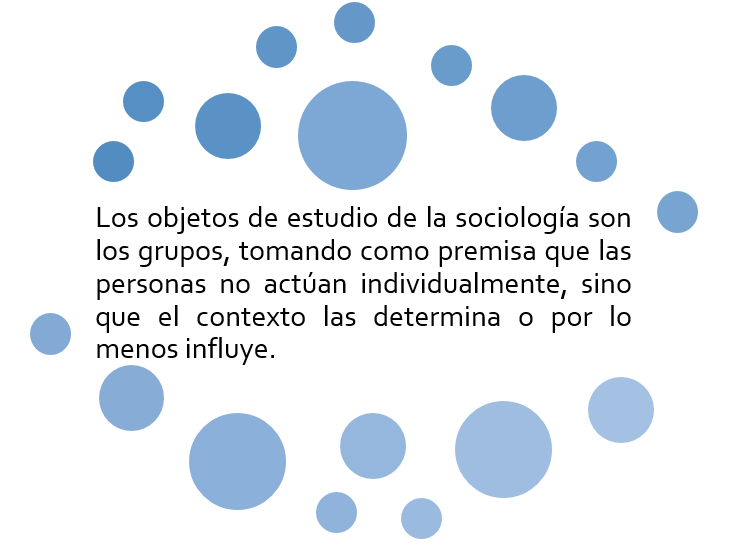 Los objetos de estudio de la sociología son
los grupos, tomando como premisa que las
personas no actúan individualmente, sino
que el contexto las determina o por lo
menos influye.